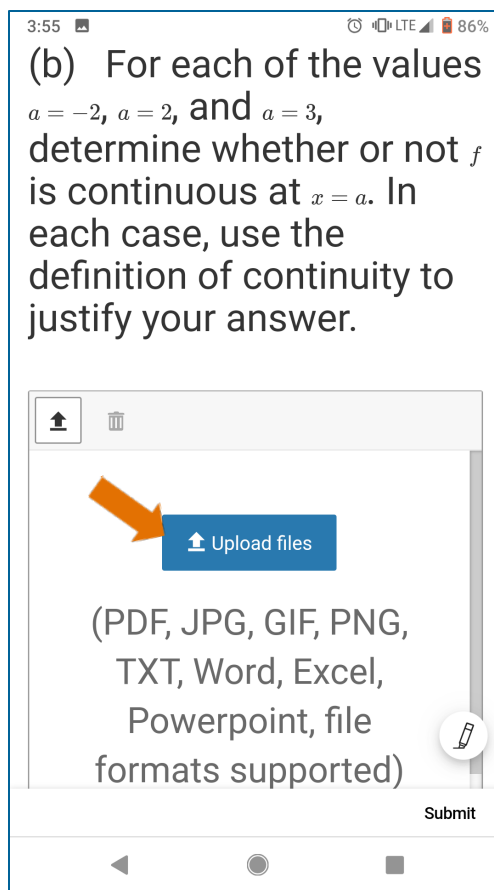 3:55 LTE 86%
(b) For each of the values
a = −2, a = 2, and a = 3,
determine whether or not f
is continuous at x = a. In
each case, use the
definition of continuity to
justify your answer.
Upload files
(PDF, JPG, GIF, PNG,
TXT, Word, Excel,
Powerpoint, file
formats supported)
Submit